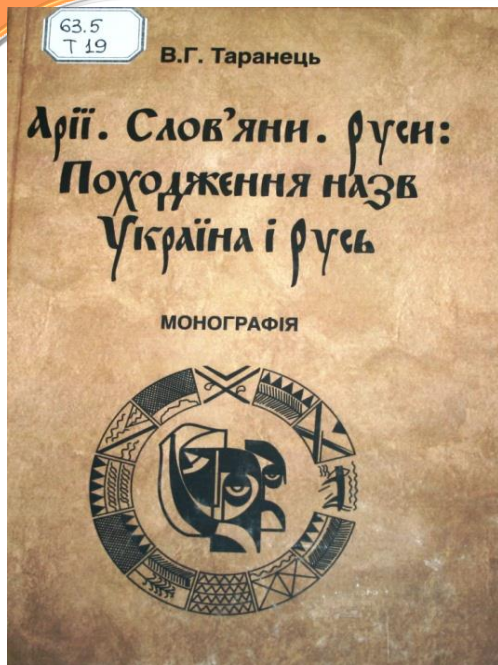 63.5
Т 19
В.Г. Таранець
Арії. Слов'яни. Руси:
Походження назв
Україна і Русь
МОНОГРАФІЯ